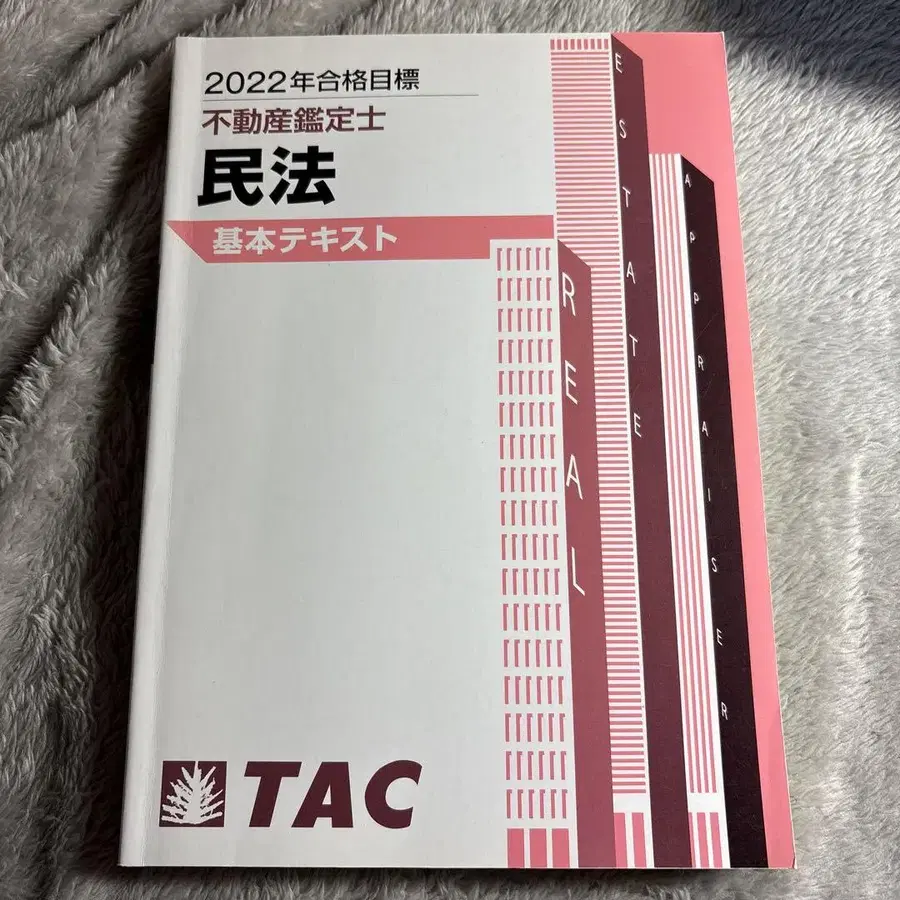 2022年合格目標
不動産鑑定士
民法
基本テキスト
REAL
ESTATE
APPRAISER
TAC